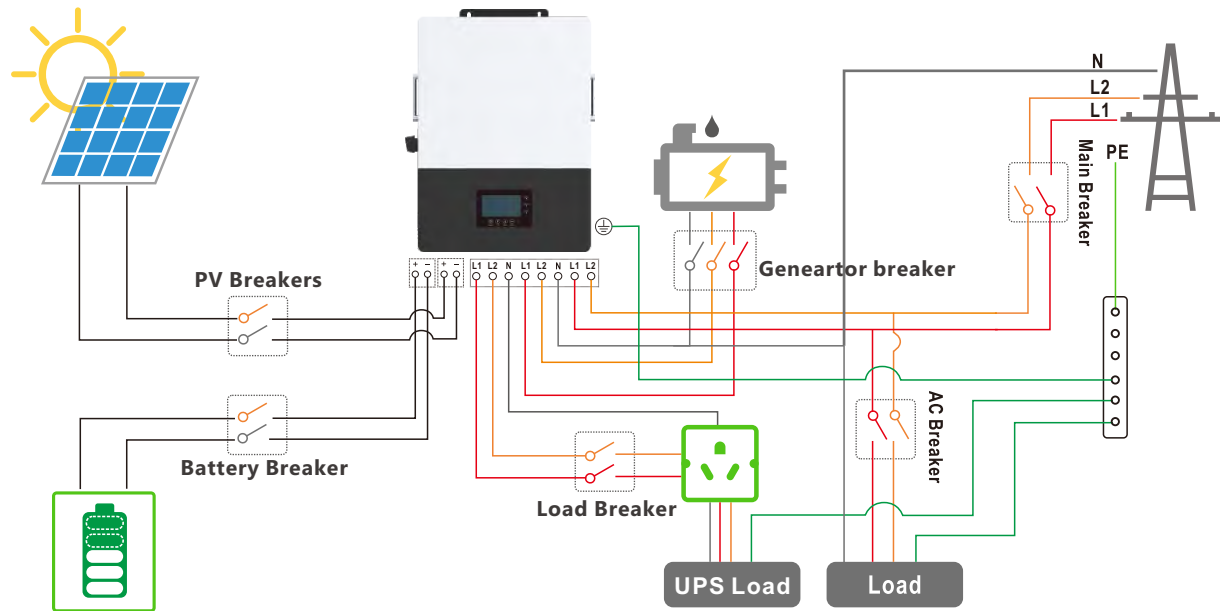 N
L2
L1
PE
Main Breaker
+ − + −
L1 L2 N L1 L2 N L1 L2
Geneartor breaker
PV Breakers
AC Breaker
Battery Breaker
Load Breaker
UPS Load
Load